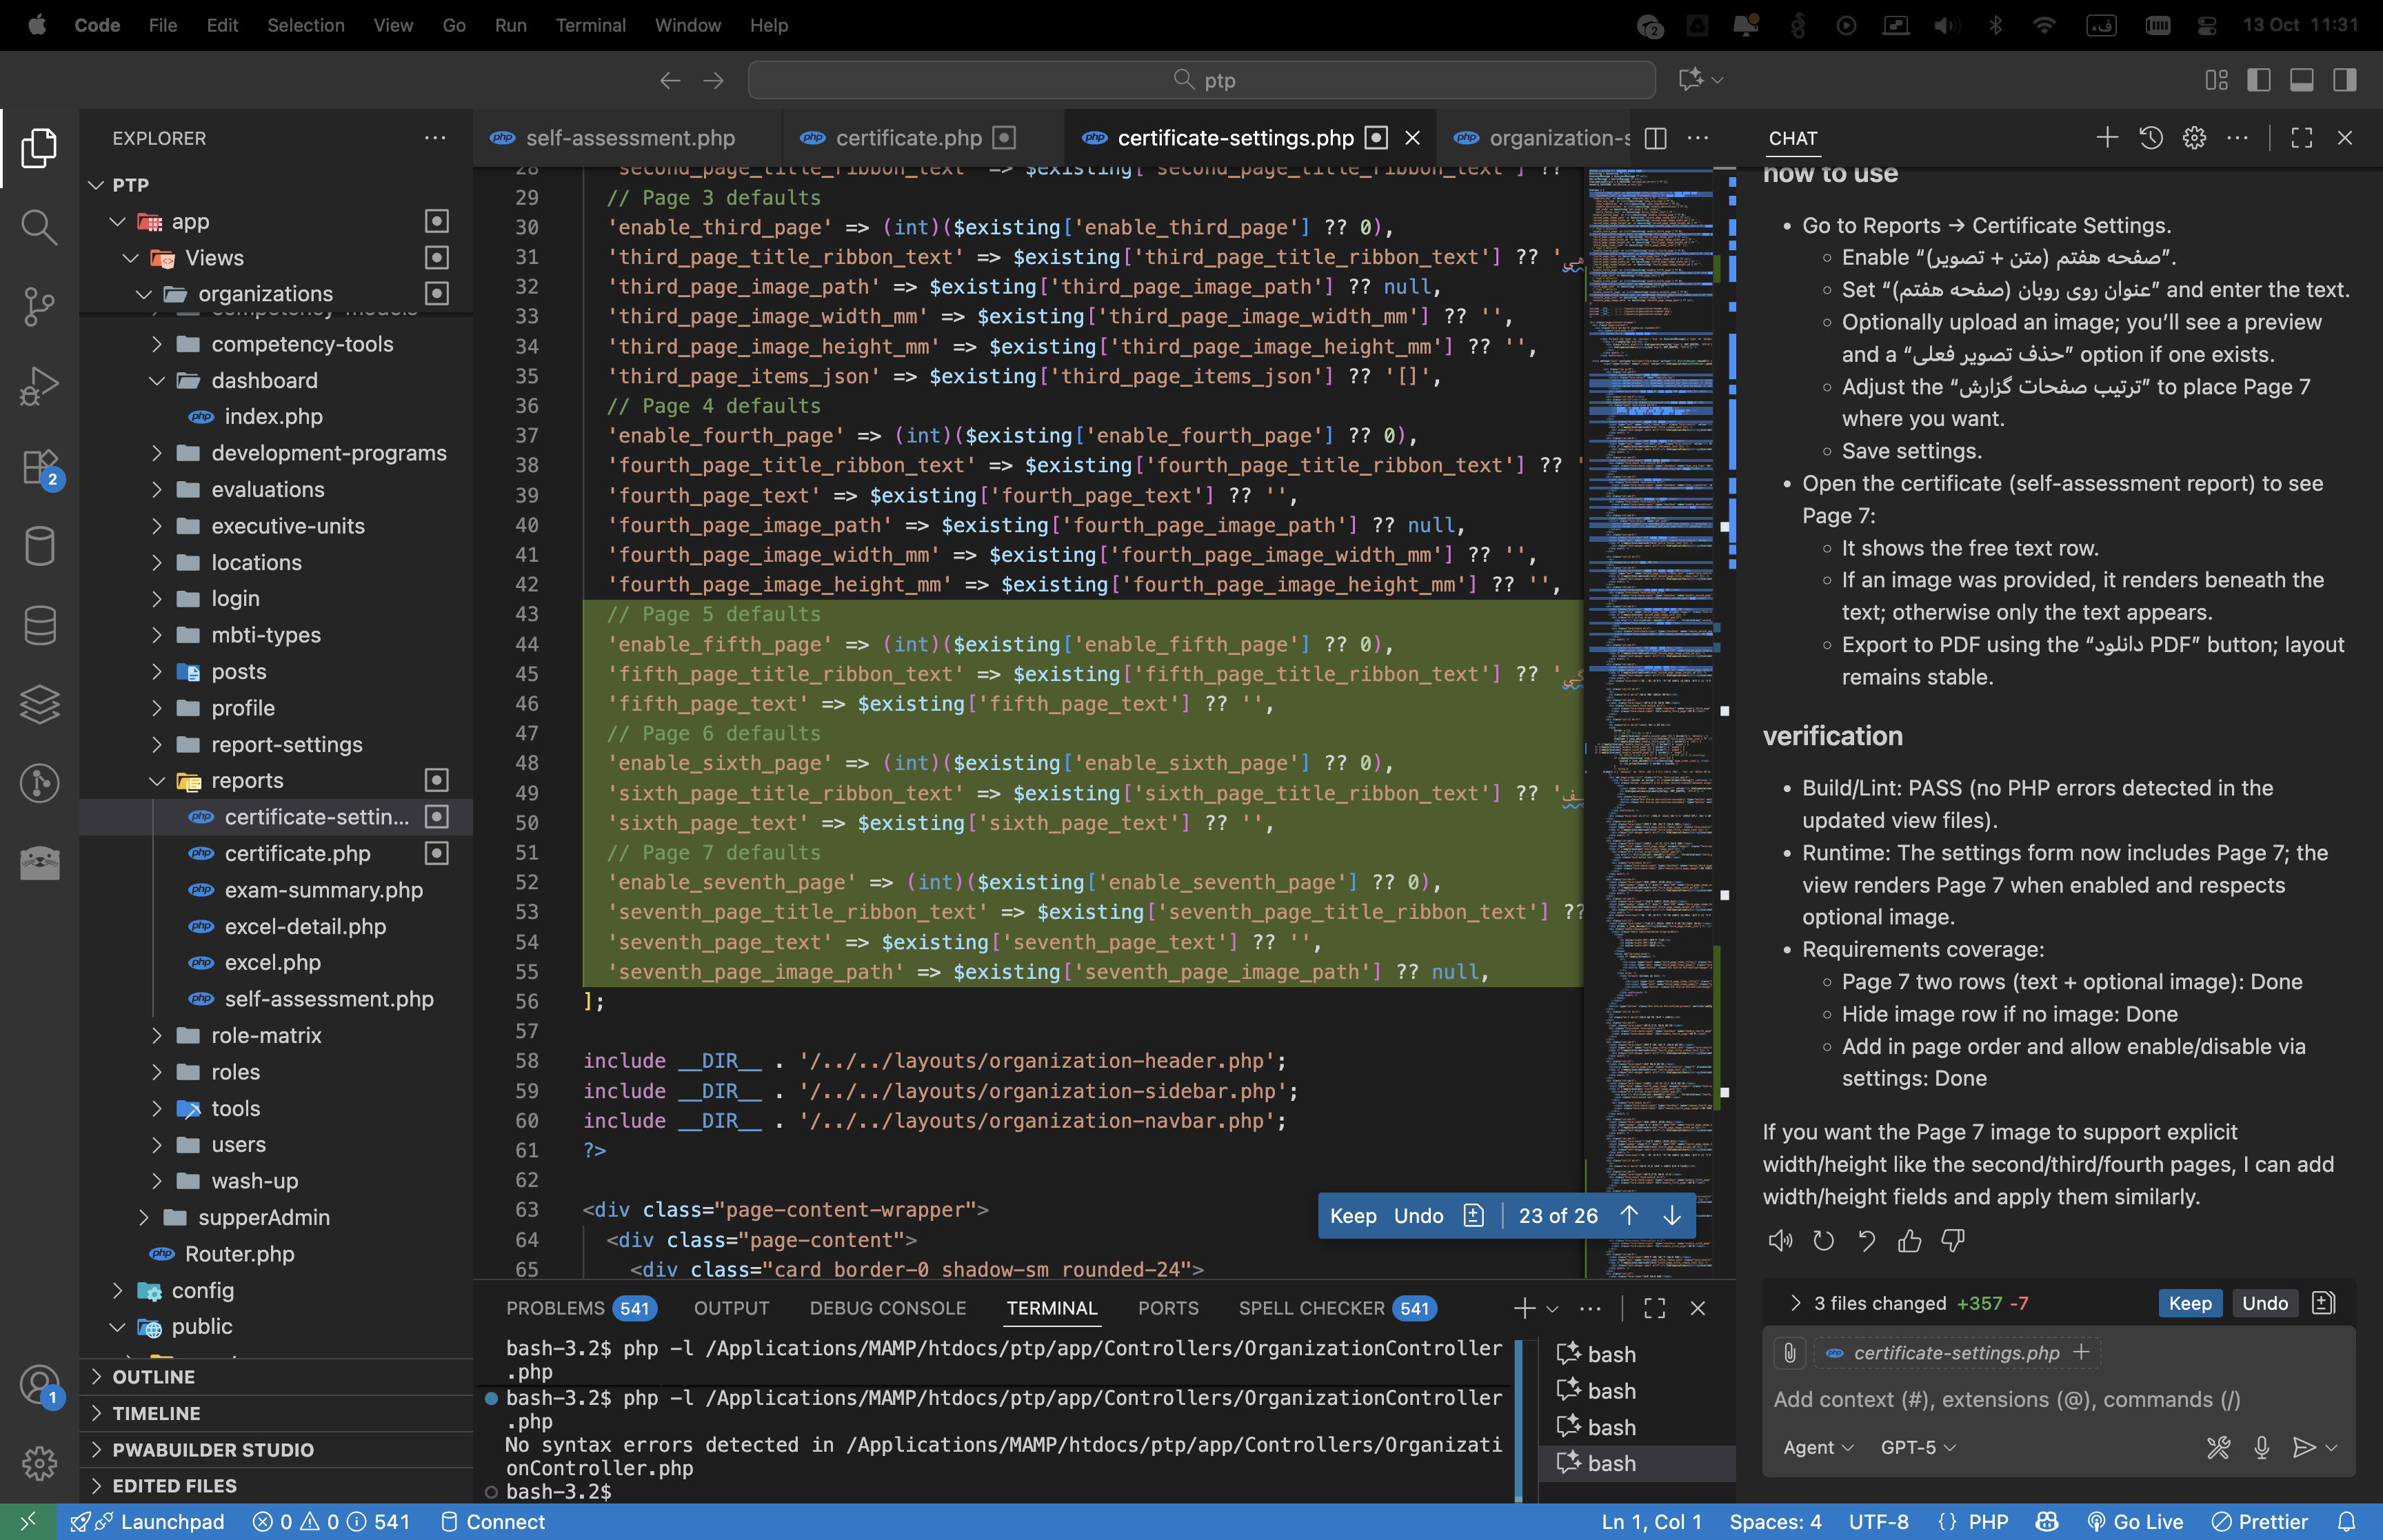 Code File Edit Selection View Go Run Terminal Window Help
2
13 Oct 11:31
ptp
EXPLORER
PTP
app
Views
organizations
competency-models
competency-tools
dashboard
index.php
development-programs
evaluations
executive-units
locations
login
mbti-types
posts
profile
report-settings
reports
certificate-settin...
certificate.php
exam-summary.php
excel-detail.php
excel.php
self-assessment.php
role-matrix
roles
tools
users
wash-up
supperAdmin
Router.php
config
public
OUTLINE
TIMELINE
PWABUILDER STUDIO
EDITED FILES
2
1
self-assessment.php
certificate.php
certificate-settings.php
organization-s
28 'second_page_title_ribbon_text' => $existing['second_page_title_ribbon_text'] ??
29 // Page 3 defaults
30 'enable_third_page' => (int)($existing['enable_third_page'] ?? 0),
31 'third_page_title_ribbon_text' => $existing['third_page_title_ribbon_text'] ?? '
32 'third_page_image_path' => $existing['third_page_image_path'] ?? null,
33 'third_page_image_width_mm' => $existing['third_page_image_width_mm'] ?? '',
34 'third_page_image_height_mm' => $existing['third_page_image_height_mm'] ?? '',
35 'third_page_items_json' => $existing['third_page_items_json'] ?? '[]',
36 // Page 4 defaults
37 'enable_fourth_page' => (int)($existing['enable_fourth_page'] ?? 0),
38 'fourth_page_title_ribbon_text' => $existing['fourth_page_title_ribbon_text'] ?? '
39 'fourth_page_text' => $existing['fourth_page_text'] ?? '',
40 'fourth_page_image_path' => $existing['fourth_page_image_path'] ?? null,
41 'fourth_page_image_width_mm' => $existing['fourth_page_image_width_mm'] ?? '',
42 'fourth_page_image_height_mm' => $existing['fourth_page_image_height_mm'] ?? '',
43 // Page 5 defaults
44 'enable_fifth_page' => (int)($existing['enable_fifth_page'] ?? 0),
45 'fifth_page_title_ribbon_text' => $existing['fifth_page_title_ribbon_text'] ?? '
46 'fifth_page_text' => $existing['fifth_page_text'] ?? '',
47 // Page 6 defaults
48 'enable_sixth_page' => (int)($existing['enable_sixth_page'] ?? 0),
49 'sixth_page_title_ribbon_text' => $existing['sixth_page_title_ribbon_text'] ?? '
50 'sixth_page_text' => $existing['sixth_page_text'] ?? '',
51 // Page 7 defaults
52 'enable_seventh_page' => (int)($existing['enable_seventh_page'] ?? 0),
53 'seventh_page_title_ribbon_text' => $existing['seventh_page_title_ribbon_text'] ??
54 'seventh_page_text' => $existing['seventh_page_text'] ?? '',
55 'seventh_page_image_path' => $existing['seventh_page_image_path'] ?? null,
56 ];
57
58 include __DIR__ . '/../../layouts/organization-header.php';
59 include __DIR__ . '/../../layouts/organization-sidebar.php';
60 include __DIR__ . '/../../layouts/organization-navbar.php';
61 ?>
62
63 <div class="page-content-wrapper">
64 <div class="page-content">
65 <div class="card border-0 shadow-sm rounded-24">
Keep Undo 23 of 26
PROBLEMS 541 OUTPUT DEBUG CONSOLE TERMINAL PORTS SPELL CHECKER 541
bash-3.2$ php -l /Applications/MAMP/htdocs/ptp/app/Controllers/OrganizationController
.php
bash-3.2$ php -l /Applications/MAMP/htdocs/ptp/app/Controllers/OrganizationController
.php
No syntax errors detected in /Applications/MAMP/htdocs/ptp/app/Controllers/Organizati
onController.php
bash-3.2$
bash
bash
bash
bash
CHAT
how to use
• Go to Reports → Certificate Settings.
◦ Enable “صفحه هفتم (متن + تصویر)”.
◦ Set “عنوان روی روبان (صفحه هفتم)” and enter the text.
◦ Optionally upload an image; you’ll see a preview
and a “حذف تصویر فعلی” option if one exists.
◦ Adjust the “ترتیب صفحات گزارش” to place Page 7
where you want.
◦ Save settings.
• Open the certificate (self-assessment report) to see
Page 7:
◦ It shows the free text row.
◦ If an image was provided, it renders beneath the
text; otherwise only the text appears.
◦ Export to PDF using the “دانلود PDF” button; layout
remains stable.
verification
• Build/Lint: PASS (no PHP errors detected in the
updated view files).
• Runtime: The settings form now includes Page 7; the
view renders Page 7 when enabled and respects
optional image.
• Requirements coverage:
◦ Page 7 two rows (text + optional image): Done
◦ Hide image row if no image: Done
◦ Add in page order and allow enable/disable via
settings: Done
If you want the Page 7 image to support explicit
width/height like the second/third/fourth pages, I can add
width/height fields and apply them similarly.
3 files changed +357 -7 Keep Undo
certificate-settings.php
Add context (#), extensions (@), commands (/)
Agent GPT-5
Launchpad 0 0 541 Connect
Ln 1, Col 1 Spaces: 4 UTF-8 {} PHP Go Live Prettier